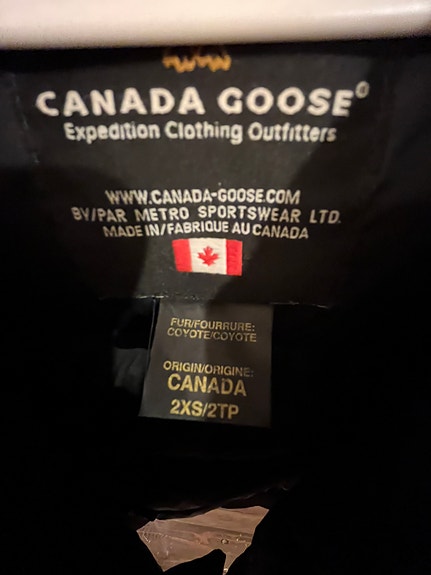 CANADA GOOSE®
Expedition Clothing Outfitters
WWW.CANADA-GOOSE.COM
BY/PAR METRO SPORTSWEAR LTD.
MADE IN/FABRIQUE AU CANADA
FUR/FOURRURE:
COYOTE/COYOTE
ORIGIN/ORIGINE:
CANADA
2XS/2TP